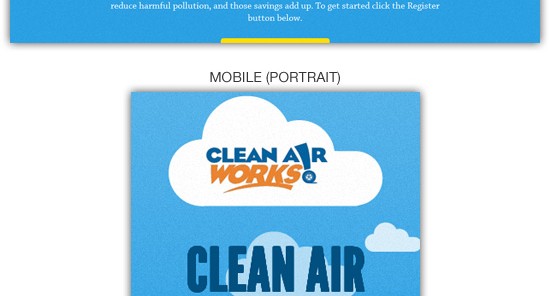 reduce harmful pollution, and those savings add up. To get started click the Register
button below.
MOBILE (PORTRAIT)
CLEAN A!R
WORKS
CLEAN AIR